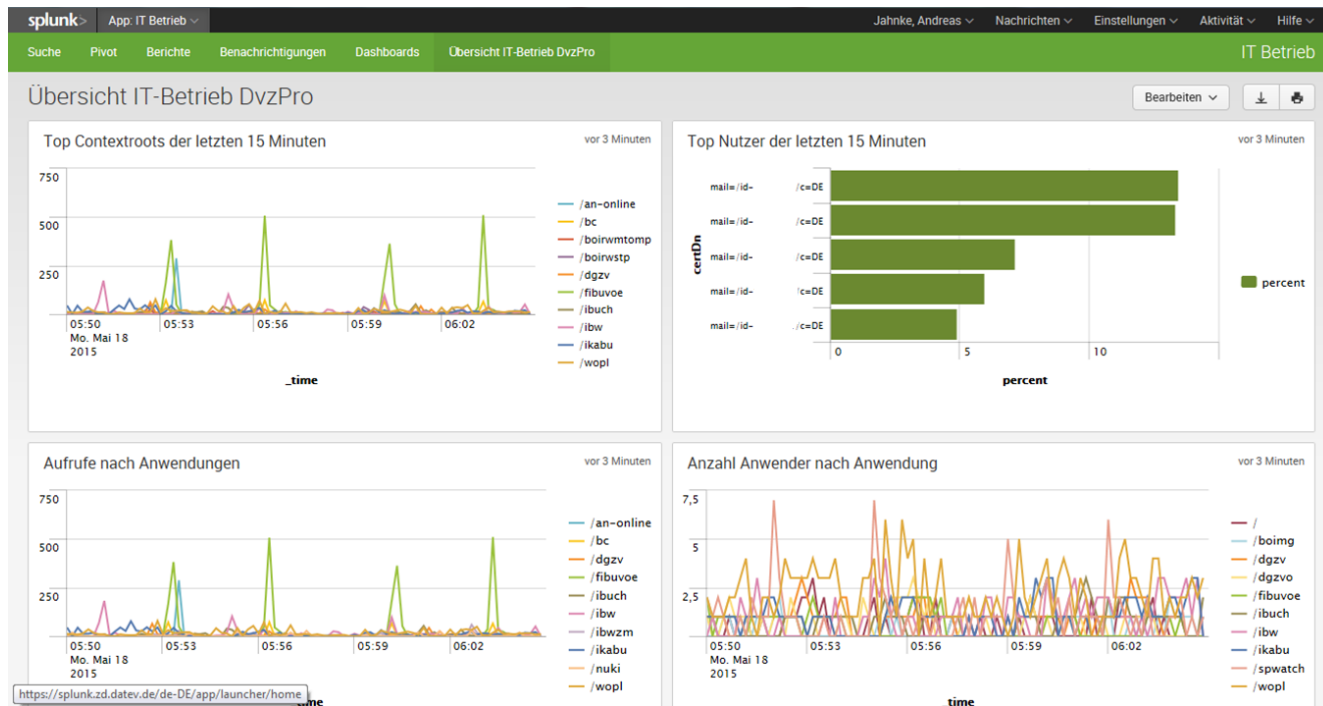 splunk> App: IT Betrieb Jahnke, Andreas Nachrichten Einstellungen Aktivität Hilfe
Suche Pivot Berichte Benachrichtigungen Dashboards Übersicht IT-Betrieb DvzPro IT Betrieb
Übersicht IT-Betrieb DvzPro Bearbeiten
Top Contextroots der letzten 15 Minuten vor 3 Minuten
750
500
250
05:50 05:53 05:56 05:59 06:02
Mo. Mai 18
2015
_time
/an-online
/bc
/boirwmtomp
/boirwstp
/dgzv
/fibuvoe
/ibuch
/ibw
/ikabu
/wopl
Top Nutzer der letzten 15 Minuten vor 3 Minuten
certDn
mail=/id- /c=DE
mail=/id- /c=DE
mail=/id- /c=DE
mail=/id- /c=DE
mail=/id- /c=DE
0 5 10
percent
percent
Aufrufe nach Anwendungen vor 3 Minuten
750
500
250
05:50 05:53 05:56 05:59 06:02
Mo. Mai 18
2015
/an-online
/bc
/dgzv
/fibuvoe
/ibuch
/ibw
/ibwzm
/ikabu
/nuki
/wopl
Anzahl Anwender nach Anwendung vor 3 Minuten
7,5
5
2,5
05:50 05:53 05:56 05:59 06:02
Mo. Mai 18
2015
_time
/
/boimg
/dgzv
/dgzvo
/fibuvoe
/ibuch
/ibw
/ikabu
/spwatch
/wopl
https://splunk.zd.datev.de/de-DE/app/launcher/home